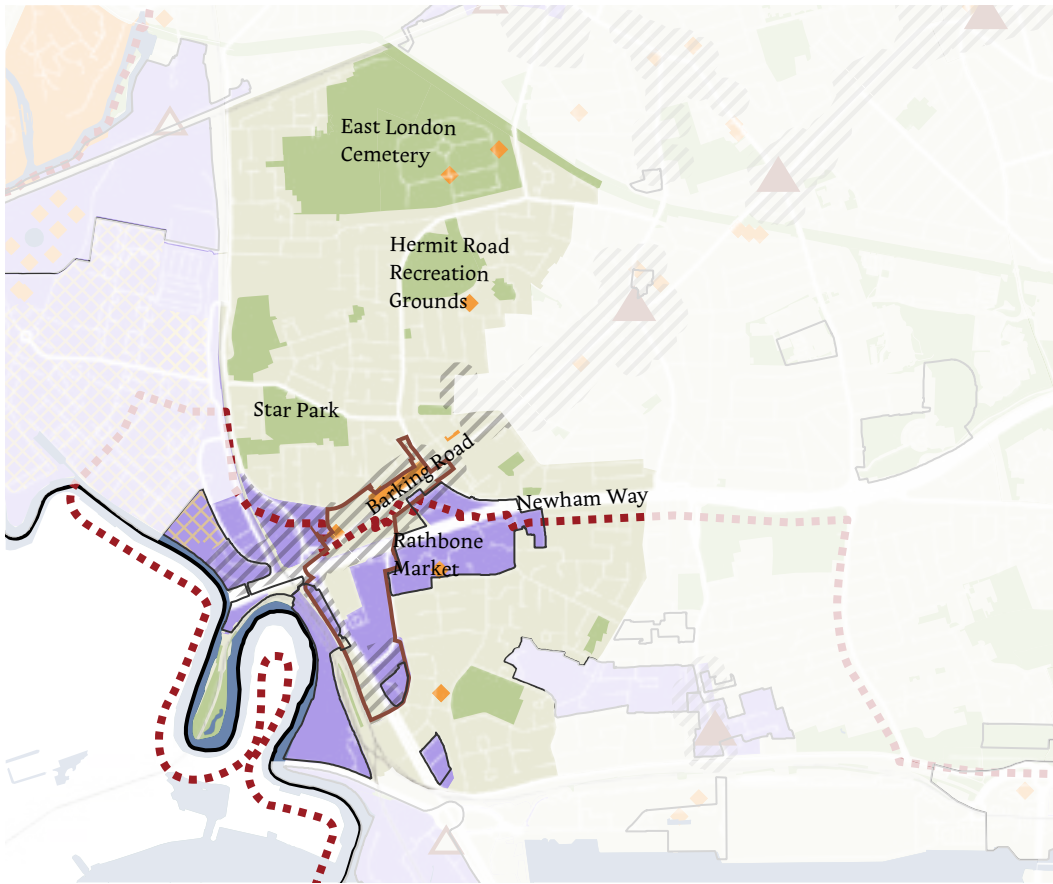 East London
Cemetery
Hermit Road
Recreation
Grounds
Star Park
Barking Road
Newham Way
Rathbone
Market